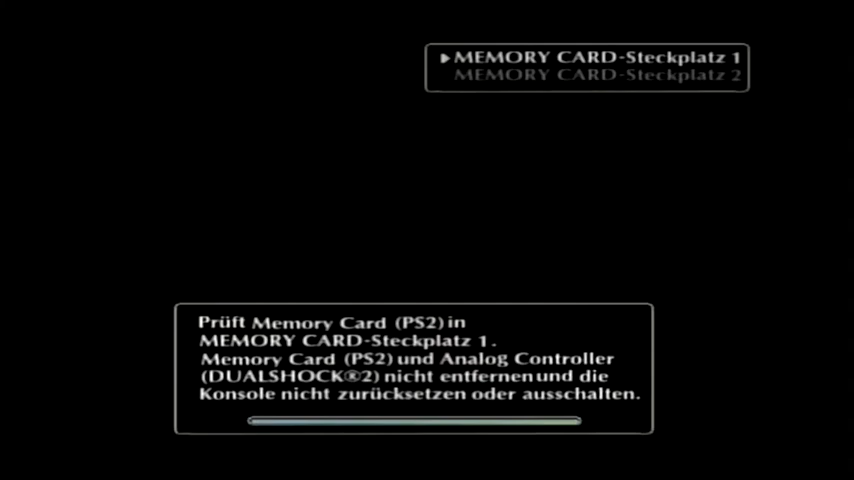 MEMORY CARD-Steckplatz 1
MEMORY CARD-Steckplatz 2
Prüft Memory Card (PS2) in
MEMORY CARD-Steckplatz 1.
Memory Card (PS2) und Analog Controller
(DUALSHOCK®2) nicht entfernen und die
Konsole nicht zurücksetzen oder ausschalten.